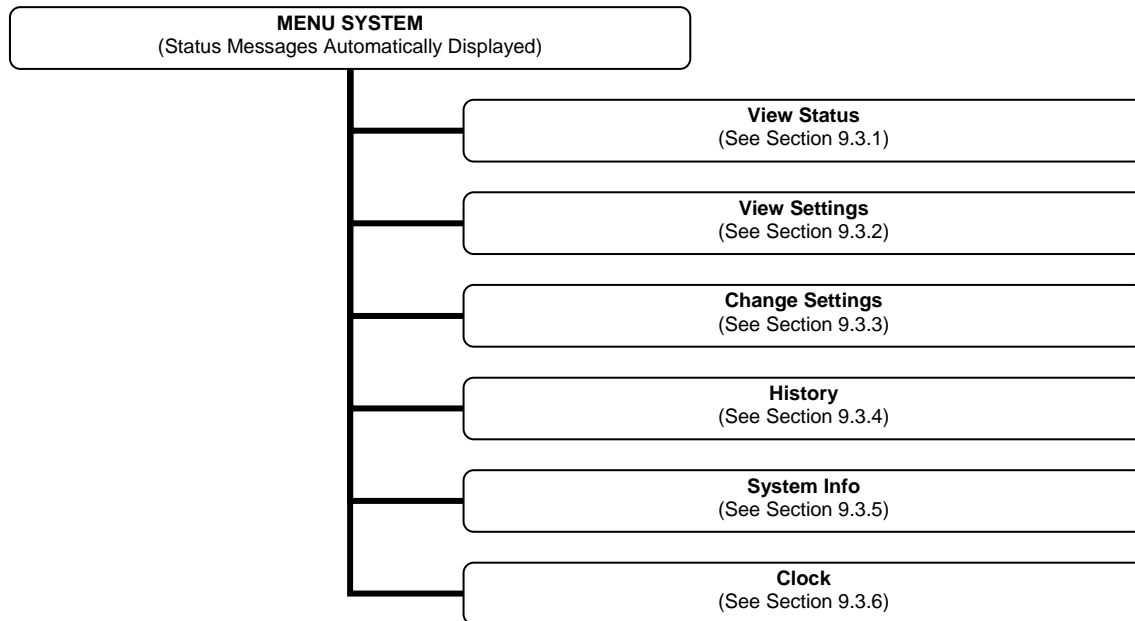 MENU SYSTEM
(Status Messages Automatically Displayed)
View Status
(See Section 9.3.1)
View Settings
(See Section 9.3.2)
Change Settings
(See Section 9.3.3)
History
(See Section 9.3.4)
System Info
(See Section 9.3.5)
Clock
(See Section 9.3.6)